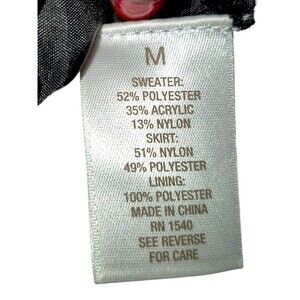 M
SWEATER:
52% POLYESTER
35% ACRYLIC
13% NYLON
SKIRT:
51% NYLON
49% POLYESTER
LINING:
100% POLYESTER
MADE IN CHINA
RN 1540
SEE REVERSE
FOR CARE